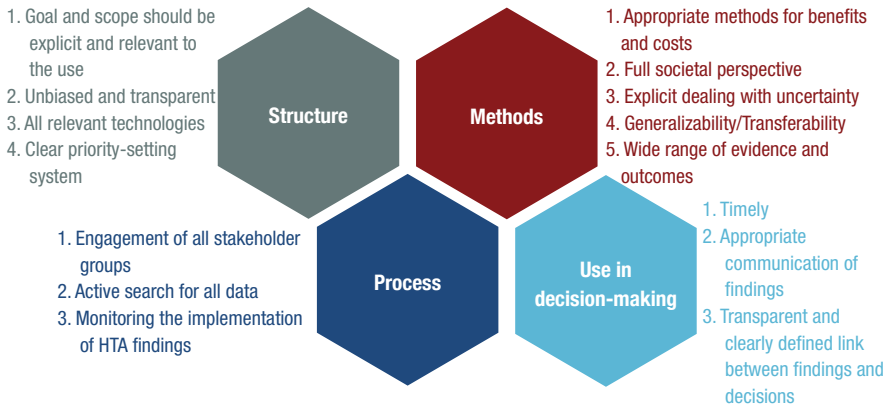 1. Goal and scope should be
explicit and relevant to
the use
2. Unbiased and transparent
3. All relevant technologies
4. Clear priority-setting
system
Structure
Methods
1. Appropriate methods for benefits
and costs
2. Full societal perspective
3. Explicit dealing with uncertainty
4. Generalizability/Transferability
5. Wide range of evidence and
outcomes
1. Engagement of all stakeholder
groups
2. Active search for all data
3. Monitoring the implementation
of HTA findings
Process
Use in
decision-making
1. Timely
2. Appropriate
communication of
findings
3. Transparent and
clearly defined link
between findings and
decisions